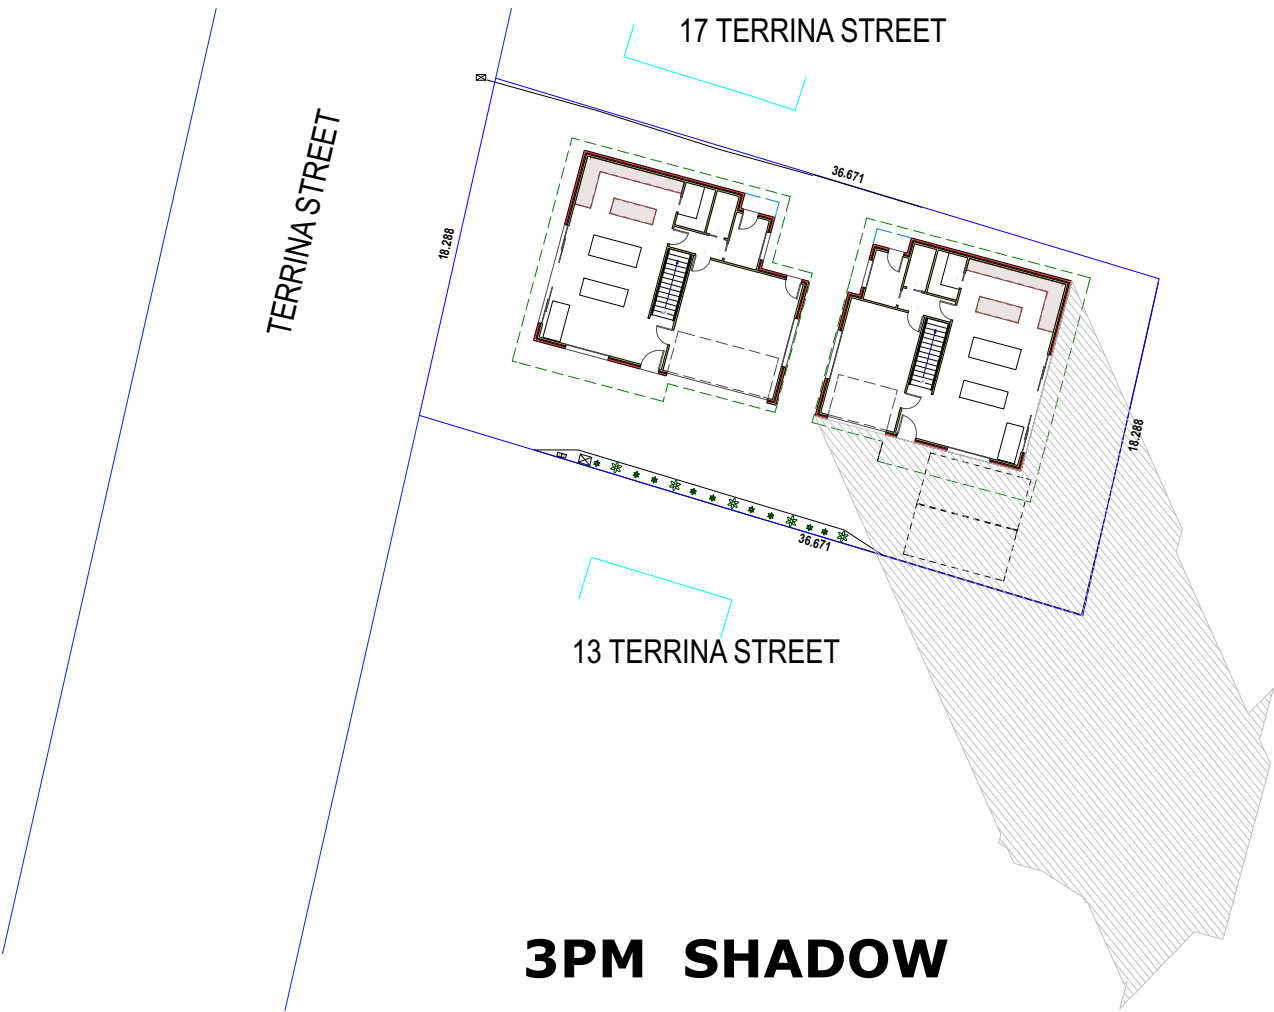 17 TERRINA STREET
TERRINA STREET
36.671
18.288
18.288
36.671
13 TERRINA STREET
3PM SHADOW